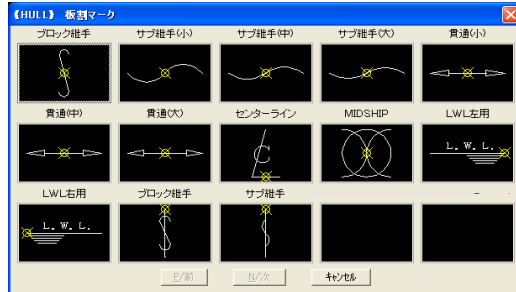 《HULL》 板割マーク
ブロック継手 サブ継手(小) サブ継手(中) サブ継手(大) 貫通(小)
貫通(中) 貫通(大) センターライン MIDSHIP LWL左用
L. W. L.
LWL右用 ブロック継手 サブ継手
L. W. L.
P/前 N/次 キャンセル